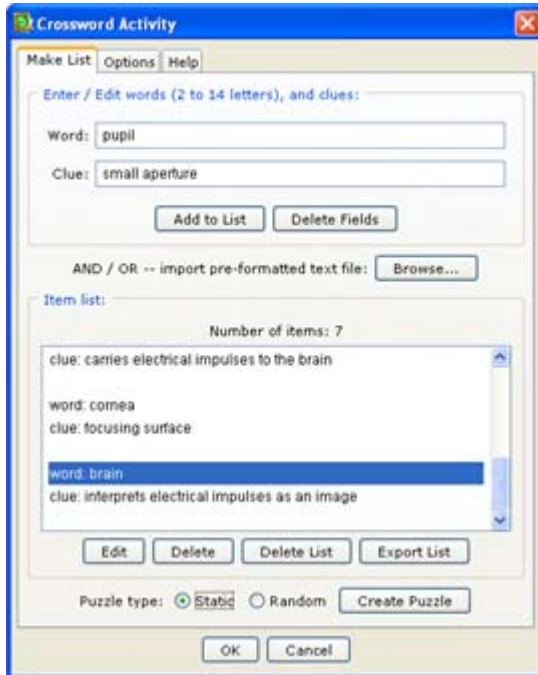 Crossword Activity
Make List Options Help
Enter / Edit words (2 to 14 letters), and clues:
Word: pupil
Clue: small aperture
Add to List Delete Fields
AND / OR -- import pre-formatted text file: Browse...
Item list:
Number of items: 7
clue: carries electrical impulses to the brain
word: cornea
clue: focusing surface
word: brain
clue: interprets electrical impulses as an image
Edit Delete Delete List Export List
Puzzle type: Static Random Create Puzzle
OK Cancel